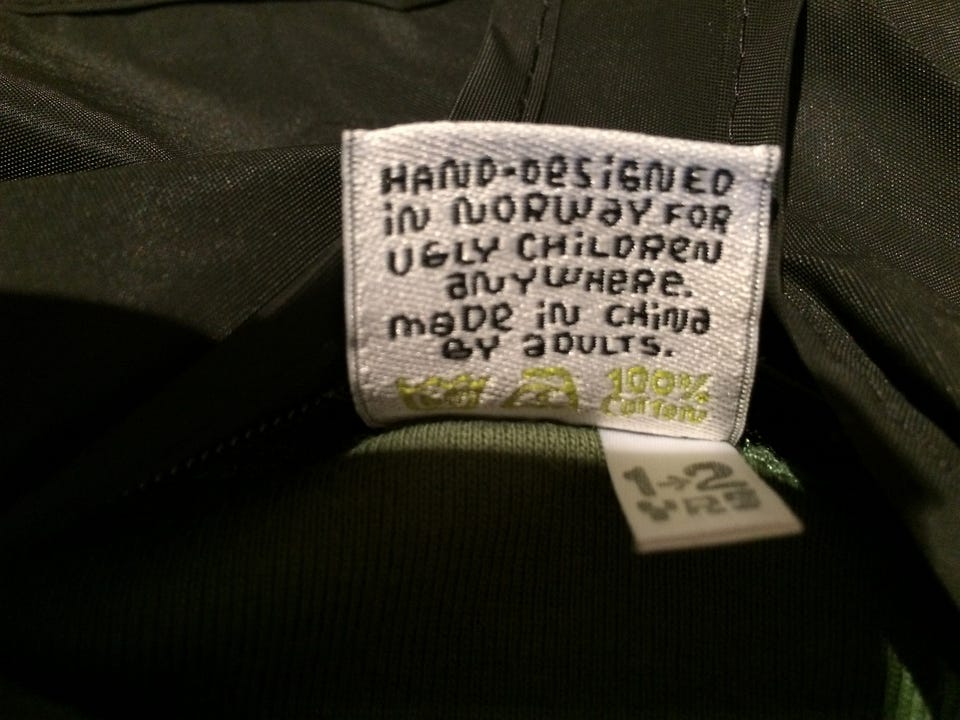 HAND-DESIGNED
IN NORWAY FOR
UGLY CHILDREN
ANYWHERE.
MADE IN CHINA
BY ADULTS.
100%
COTTON
1→2
YRS